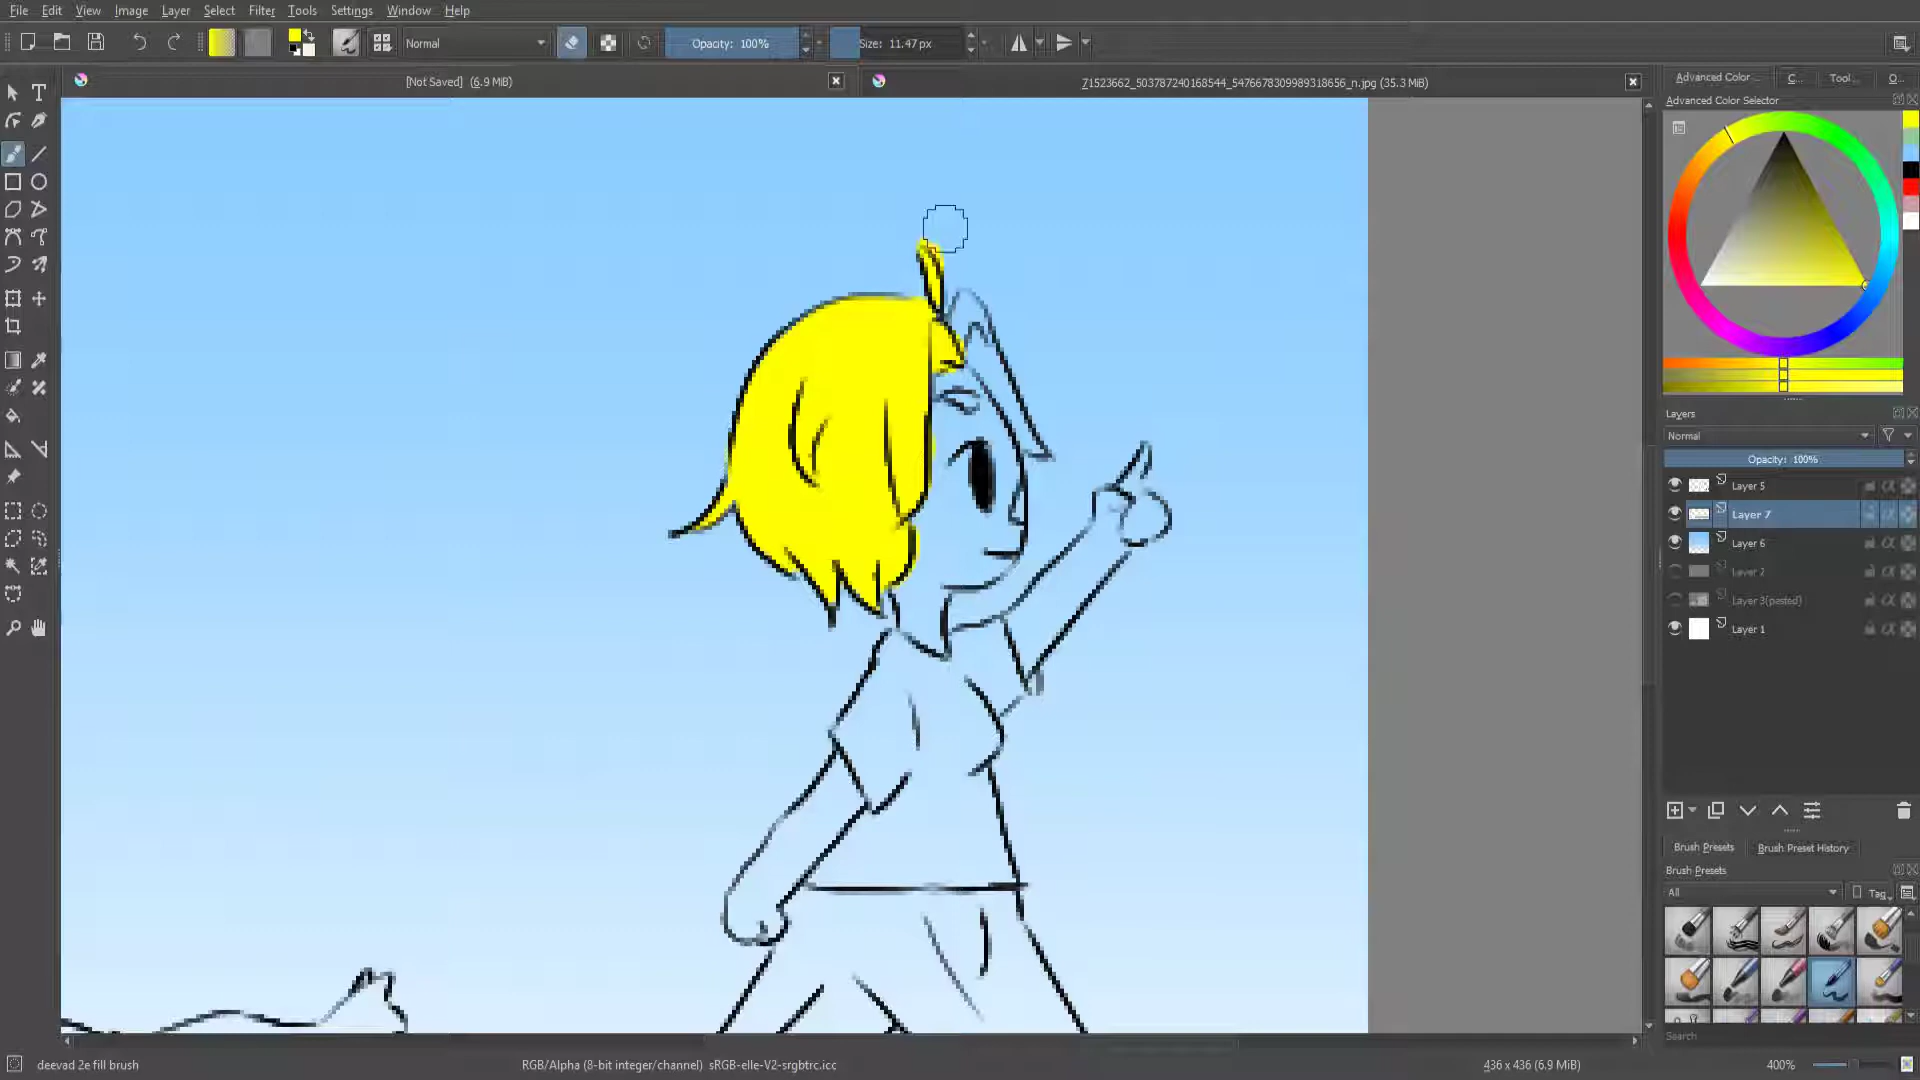 File Edit View Image Layer Select Filter Tools Settings Window Help
Normal Opacity: 100% Size: 11.47 px
[Not Saved] (6.9 MiB) 71523662_503787240168544_5476678309989318656_n.jpg (35.3 MiB)
Advanced Color ... C... Tool... O...
Advanced Color Selector
Layers
Normal
Opacity: 100%
Layer 5
Layer 7
Layer 6
Layer 2
Layer 3(pasted)
Layer 1
Brush Presets Brush Preset History
Brush Presets
All Tag
Search
deevad 2e fill brush RGB/Alpha (8-bit integer/channel) sRGB-elle-V2-srgbtrc.icc 436 x 436 (6.9 MiB) 400%